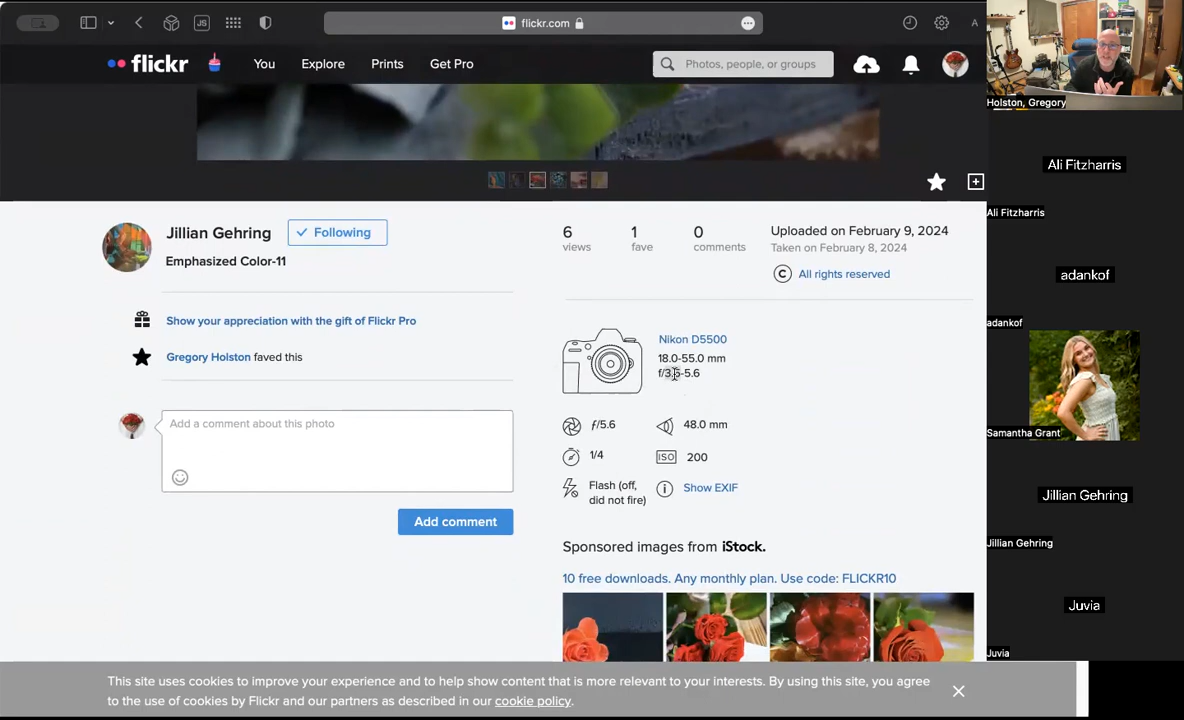 JS
flickr.com
A
flickr
You
Explore
Prints
Get Pro
Photos, people, or groups
Jillian Gehring
Following
Emphasized Color-11
Show your appreciation with the gift of Flickr Pro
Gregory Holston faved this
Add a comment about this photo
Add comment
6
views
1
fave
0
comments
Uploaded on February 9, 2024
Taken on February 8, 2024
C All rights reserved
Nikon D5500
18.0-55.0 mm
f/3.5-5.6
ƒ/5.6
48.0 mm
1/4
ISO 200
Flash (off,
did not fire)
Show EXIF
Sponsored images from iStock.
10 free downloads. Any monthly plan. Use code: FLICKR10
This site uses cookies to improve your experience and to help show content that is more relevant to your interests. By using this site, you agree
to the use of cookies by Flickr and our partners as described in our cookie policy.
Holston, Gregory
Ali Fitzharris
Ali Fitzharris
adankof
adankof
Samantha Grant
Jillian Gehring
Jillian Gehring
Juvia
Juvia